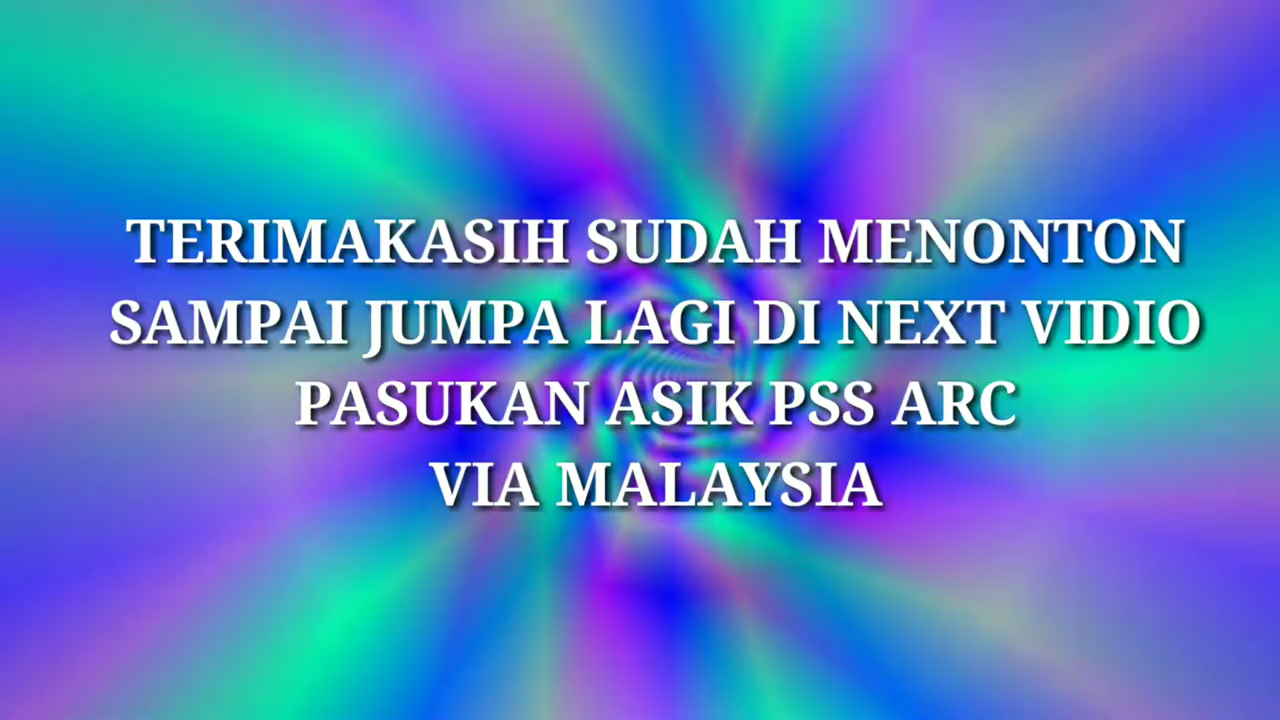 TERIMAKASIH SUDAH MENONTON
SAMPAI JUMPA LAGI DI NEXT VIDIO
PASUKAN ASIK PSS ARC
VIA MALAYSIA